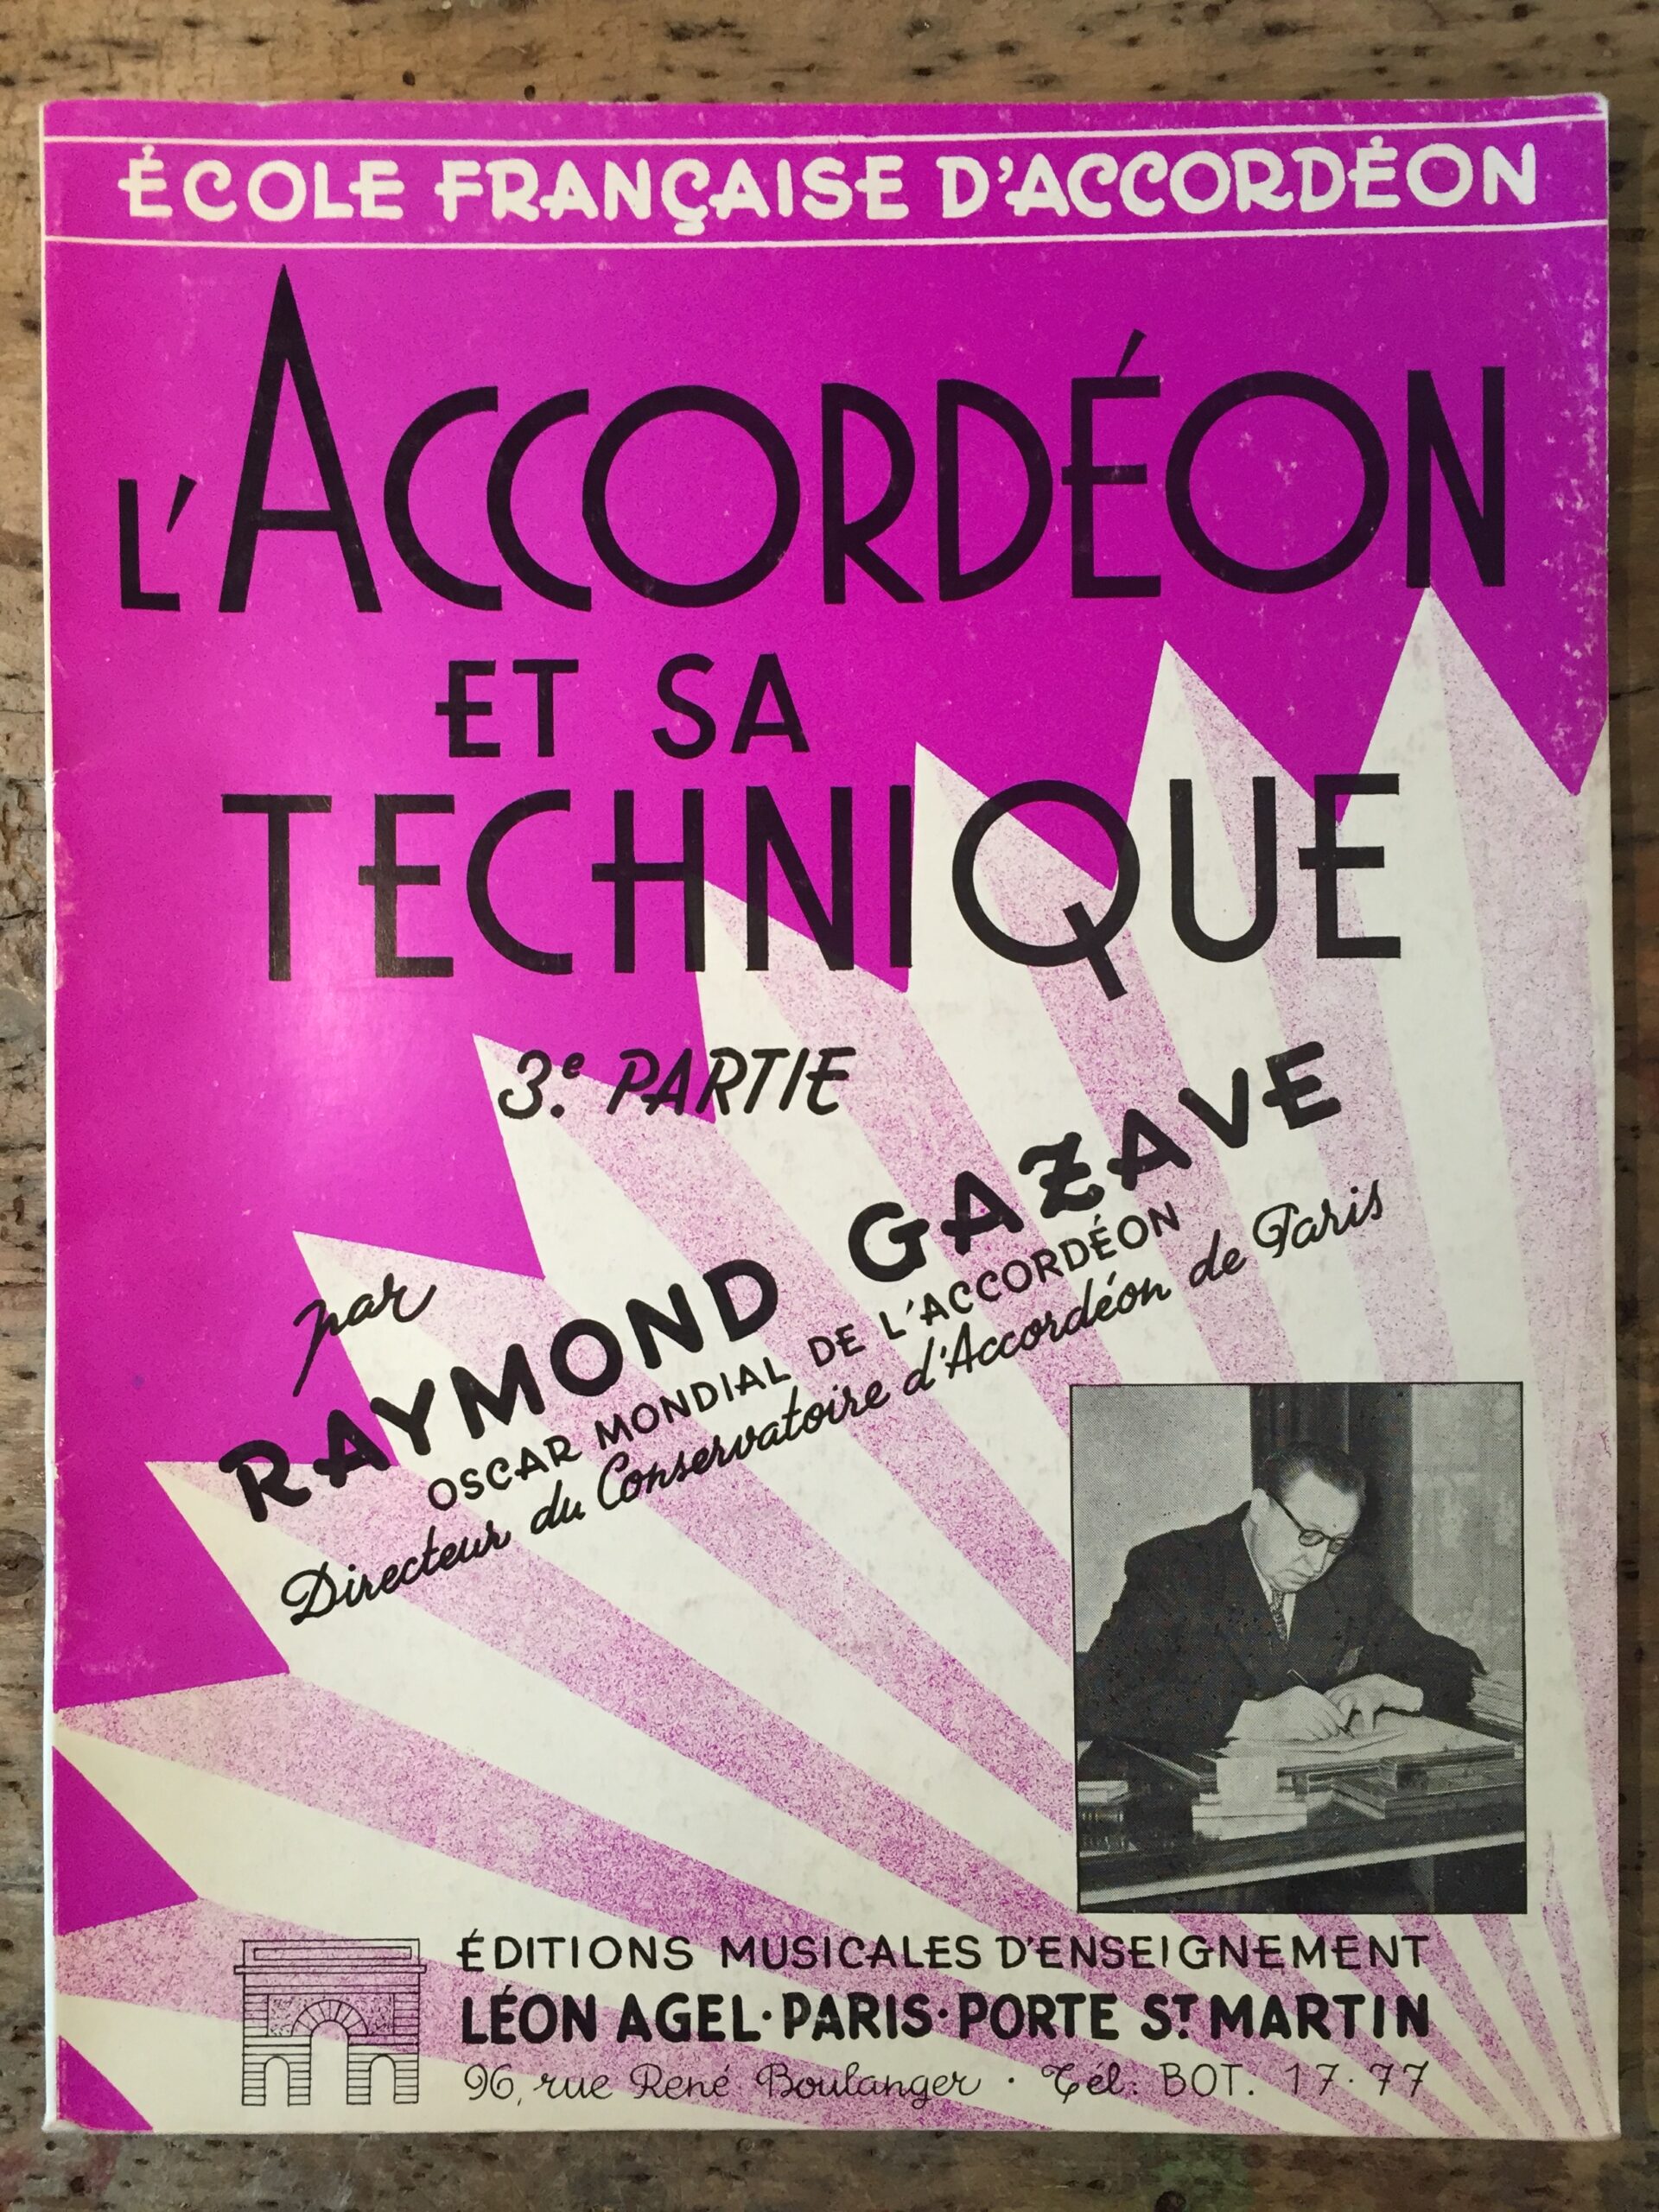 ÉCOLE FRANÇAISE D'ACCORDÉON
L'ACCORDÉON
ET SA
TECHNIQUE
3.e PARTIE
par
RAYMOND GAZAVE
OSCAR MONDIAL DE L'ACCORDÉON
Directeur du Conservatoire d'Accordéon de Paris
ÉDITIONS MUSICALES D'ENSEIGNEMENT
LÉON AGEL·PARIS·PORTE ST MARTIN
96, rue René Boulanger · Tél: BOT. 17·77